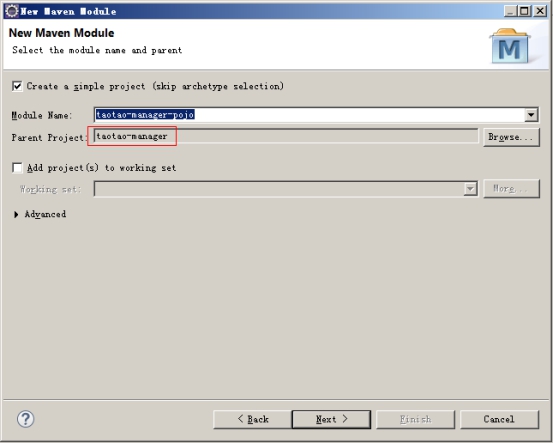 New Maven Module
New Maven Module
Select the module name and parent
M
Create a simple project (skip archetype selection)
Module Name: taotao-manager-pojo
Parent Project: taotao-manager Browse...
Add project(s) to working set
Working set: More...
Advanced
? < Back Next > Finish Cancel